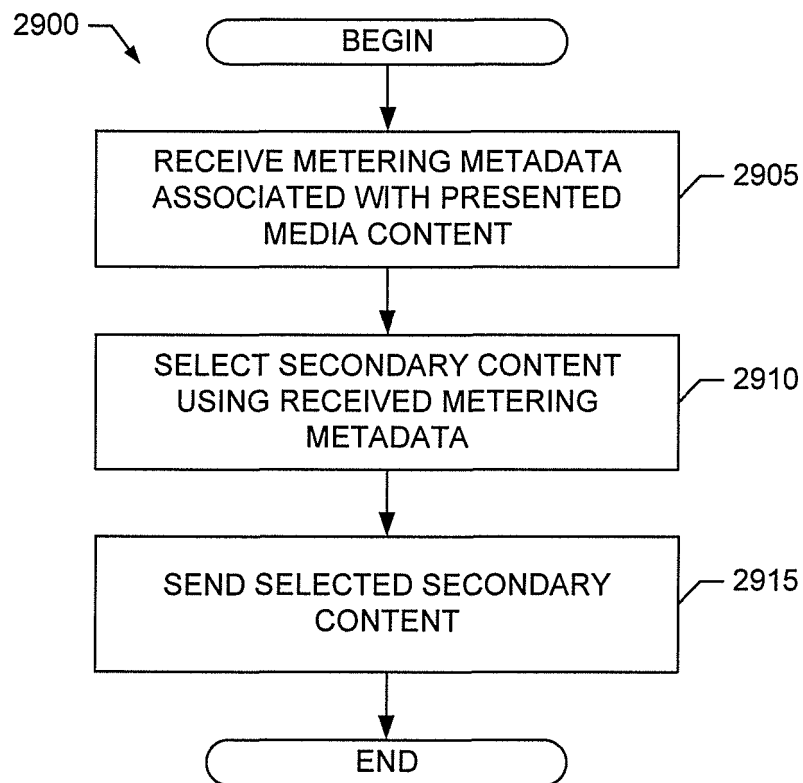 2900
BEGIN
RECEIVE METERING METADATA
ASSOCIATED WITH PRESENTED
MEDIA CONTENT
2905
SELECT SECONDARY CONTENT
USING RECEIVED METERING
METADATA
2910
SEND SELECTED SECONDARY
CONTENT
2915
END